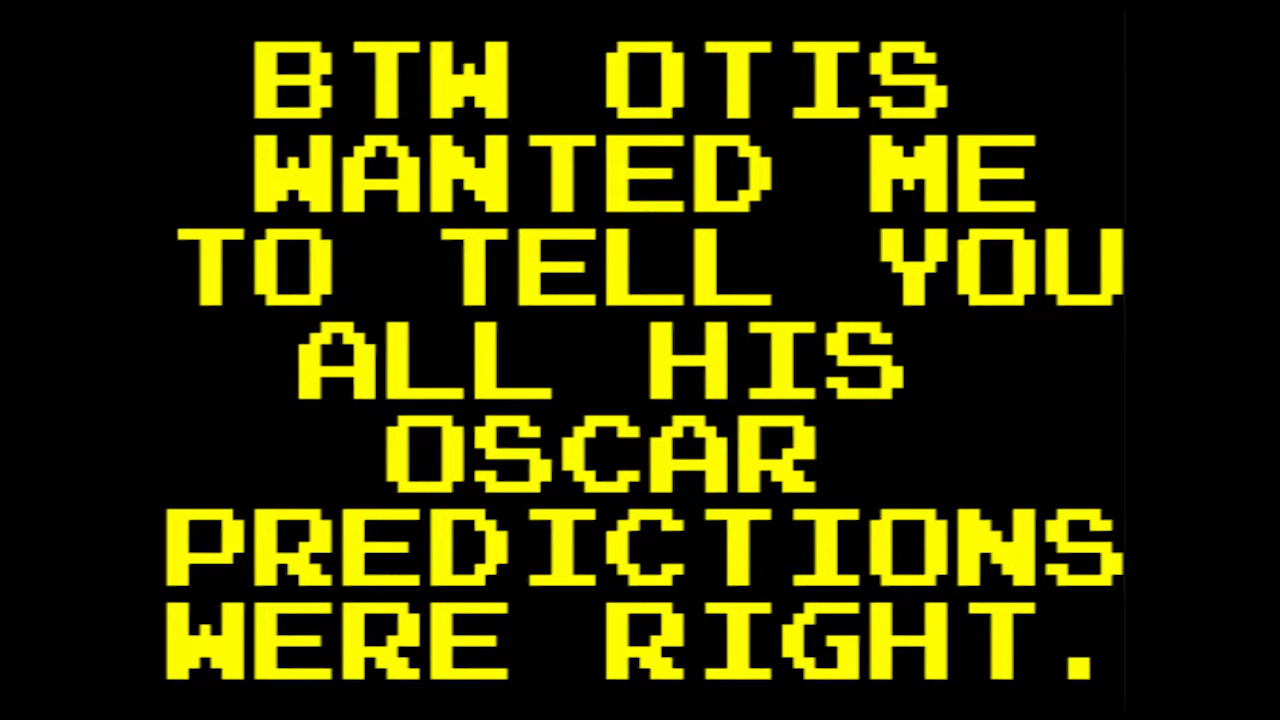 BTW OTIS
WANTED ME
TO TELL YOU
ALL HIS
OSCAR
PREDICTIONS
WERE RIGHT.